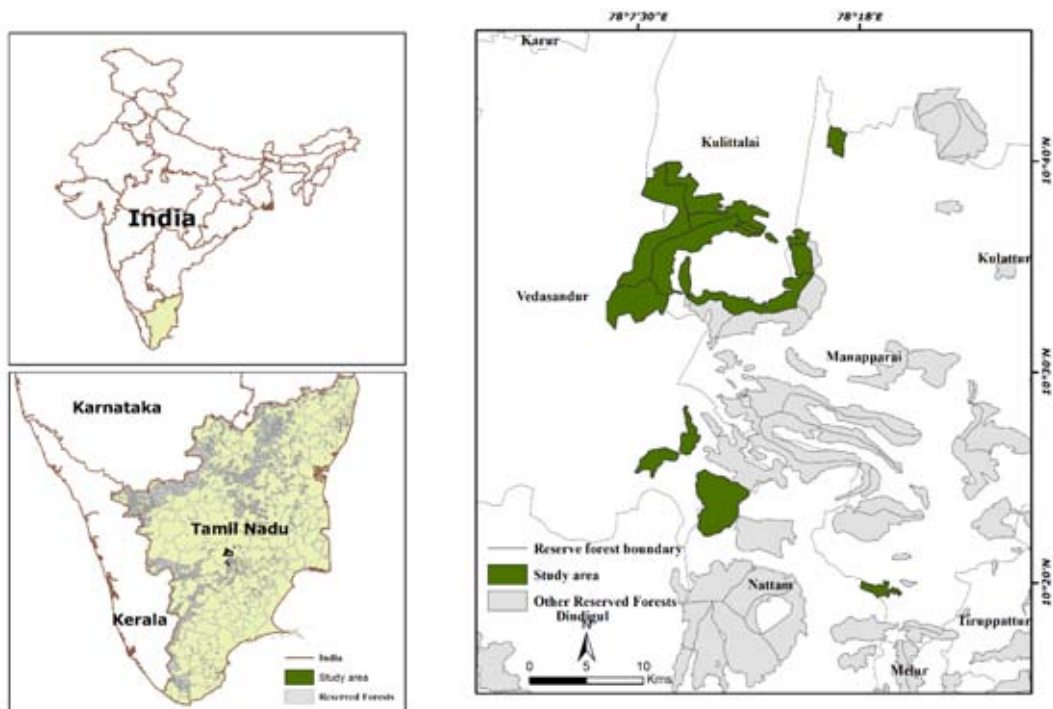 India
Karnataka
Tamil Nadu
Kerala
India
Study area
Reserved Forests
78°7'30"E
78°18'E
Karur
Kulittalai
10°40'N
Kulattur
Vedasandur
Manapparai
10°30'N
Reserve forest boundary
Study area
Other Reserved Forests
Nattam
Dindigul
10°20'N
Tiruppattur
N
Melur
0 5 10
Kms